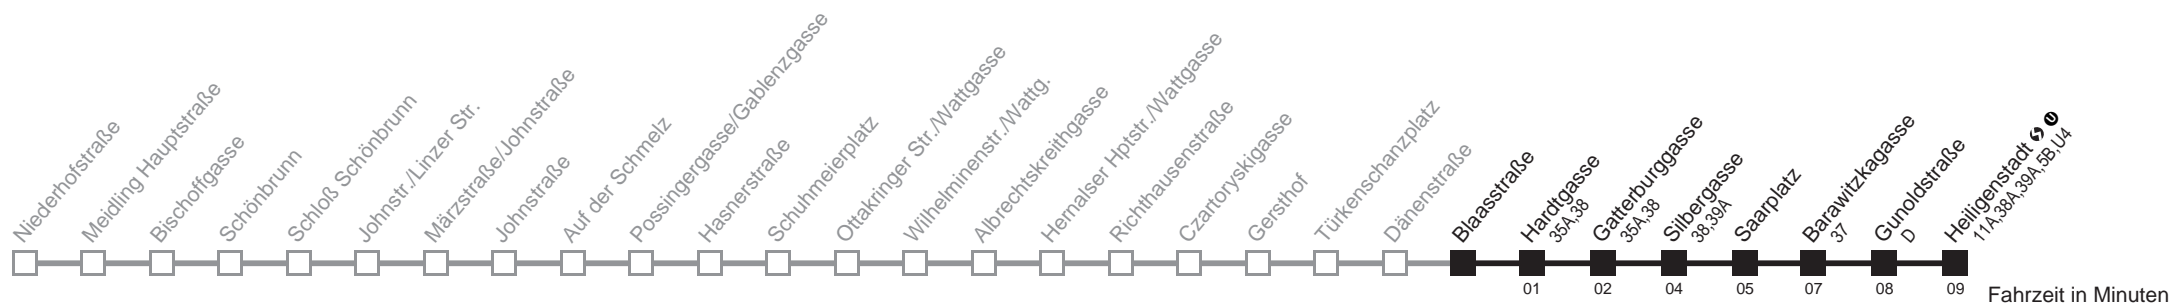 Niederhofstraße
Meidling Hauptstraße
Bischoffgasse
Schönbrunn
Schloß Schönbrunn
Johnstr./Linzer Str.
Märzstraße/Johnstraße
Johnstraße
Auf der Schmelz
Possingergasse/Gablenzgasse
Hasnerstraße
Schuhmeierplatz
Ottakringer Str./Wattgasse
Wilhelminenstr./Wattg.
Albrechtskreithgasse
Hernalser Hptstr./Wattgasse
Richthausenstraße
Czartoryskigasse
Gersthof
Türkenschanzplatz
Dänenstraße
Blaasstraße
Hardtgasse
35A,38
Gatterburggasse
35A,38
Silbergasse
38,39A
Saarplatz
Barawitzkagasse
37
Gunoldstraße
D
Heiligenstadt S U
11A,38A,39A,5B,U4
01 02 04 05 07 08 09 Fahrzeit in Minuten